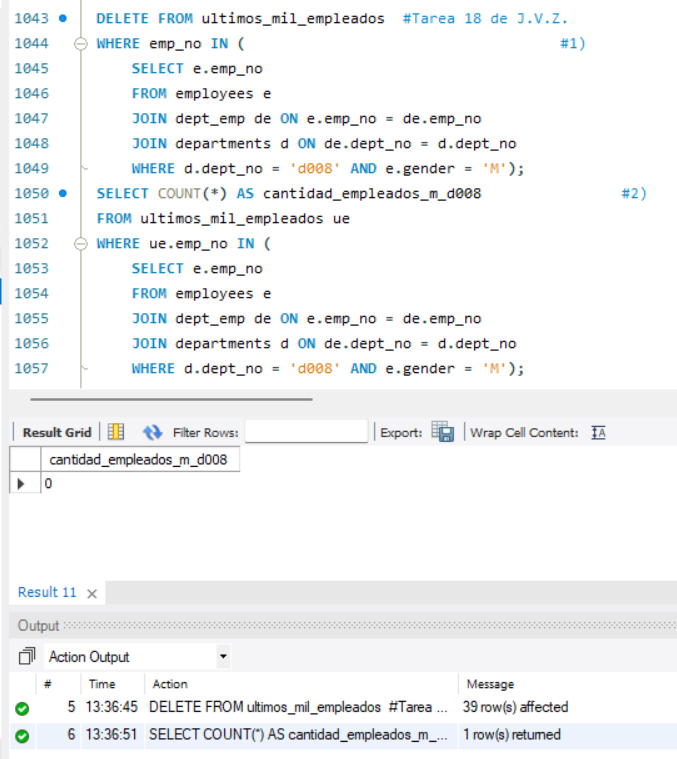 1043 DELETE FROM ultimos_mil_empleados #Tarea 18 de J.V.Z.
1044 WHERE emp_no IN ( #1)
1045 SELECT e.emp_no
1046 FROM employees e
1047 JOIN dept_emp de ON e.emp_no = de.emp_no
1048 JOIN departments d ON de.dept_no = d.dept_no
1049 WHERE d.dept_no = 'd008' AND e.gender = 'M');
1050 SELECT COUNT(*) AS cantidad_empleados_m_d008 #2)
1051 FROM ultimos_mil_empleados ue
1052 WHERE ue.emp_no IN (
1053 SELECT e.emp_no
1054 FROM employees e
1055 JOIN dept_emp de ON e.emp_no = de.emp_no
1056 JOIN departments d ON de.dept_no = d.dept_no
1057 WHERE d.dept_no = 'd008' AND e.gender = 'M');
Result Grid Filter Rows: Export: Wrap Cell Content: IA
cantidad_empleados_m_d008
0
Result 11 ×
Output
Action Output
# Time Action Message
5 13:36:45 DELETE FROM ultimos_mil_empleados #Tarea ... 39 row(s) affected
6 13:36:51 SELECT COUNT(*) AS cantidad_empleados_m_... 1 row(s) returned